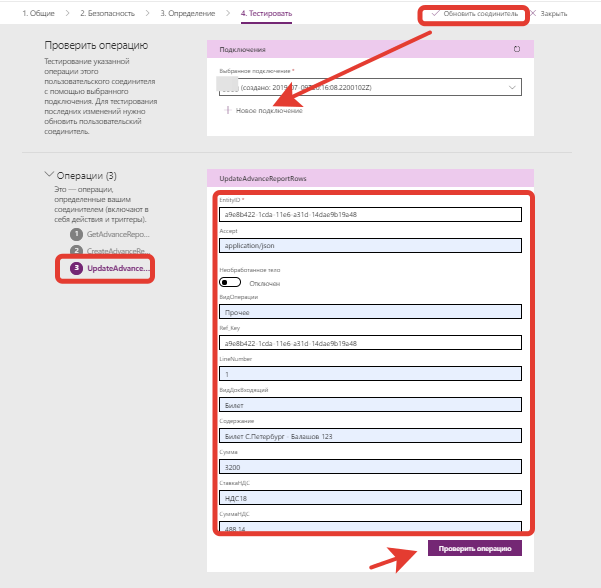 1. Общие
2. Безопасность
3. Определение
4. Тестировать
Обновить соединитель
Закрыть
Проверить операцию
Тестирование указанной
операции этого
пользовательского соединителя
с помощью выбранного
подключения. Для тестирования
последних изменений нужно
обновить пользовательский
соединитель.
Подключения
Выбранное подключение *
(создано: 2019-07-09T20:16:08.2200102Z)
+ Новое подключение
Операции (3)
Это — операции,
определенные вашим
соединителем (включают в
себя действия и триггеры).
1 GetAdvanceRepo...
2 CreateAdvanceRe...
3 UpdateAdvance...
UpdateAdvanceReportRows
EntityID *
a9e8b422-1cda-11e6-a31d-14dae9b19a48
Accept
application/json
Необработанное тело
Отключен
ВидОперации
Прочее
Ref_Key
a9e8b422-1cda-11e6-a31d-14dae9b19a48
LineNumber
1
ВидДокВходящий
Билет
Содержание
Билет С.Петербург - Балашов 123
Сумма
3200
СтавкаНДС
НДС18
СуммаНДС
488,14
Проверить операцию